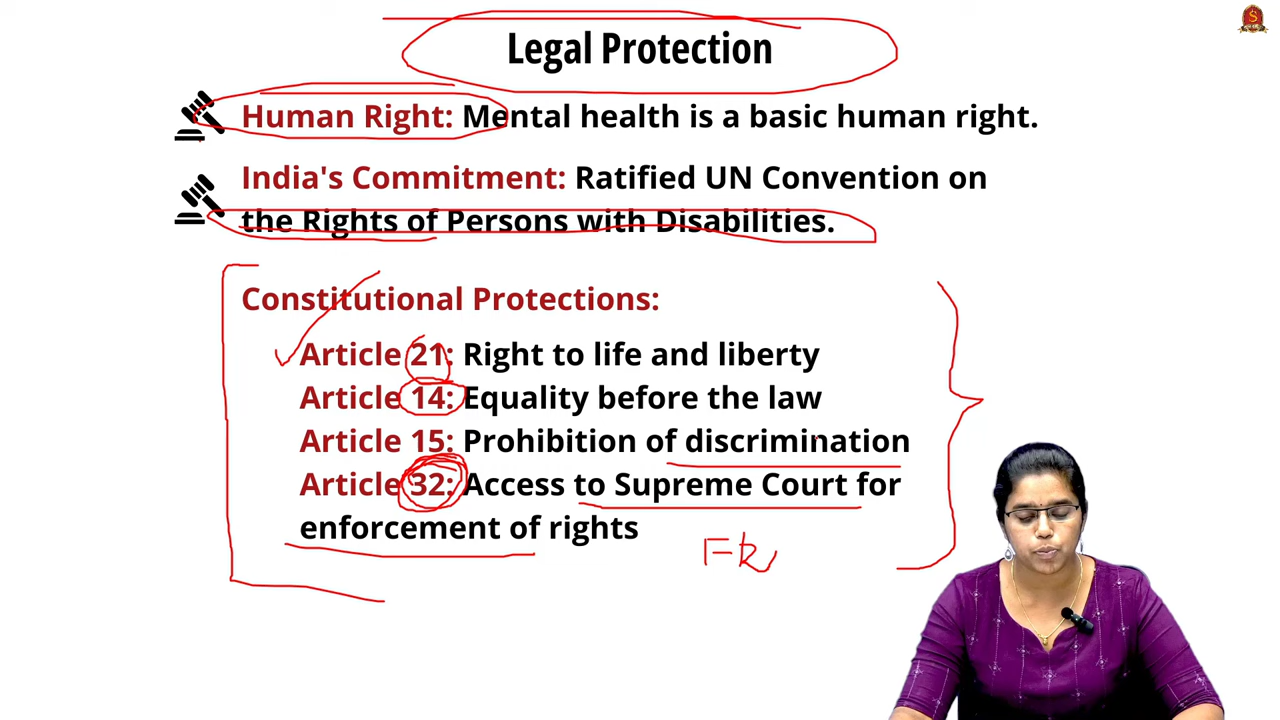 Legal Protection
Human Right: Mental health is a basic human right.
India's Commitment: Ratified UN Convention on
the Rights of Persons with Disabilities.
Constitutional Protections:
Article 21: Right to life and liberty
Article 14: Equality before the law
Article 15: Prohibition of discrimination
Article 32: Access to Supreme Court for
enforcement of rights
FR